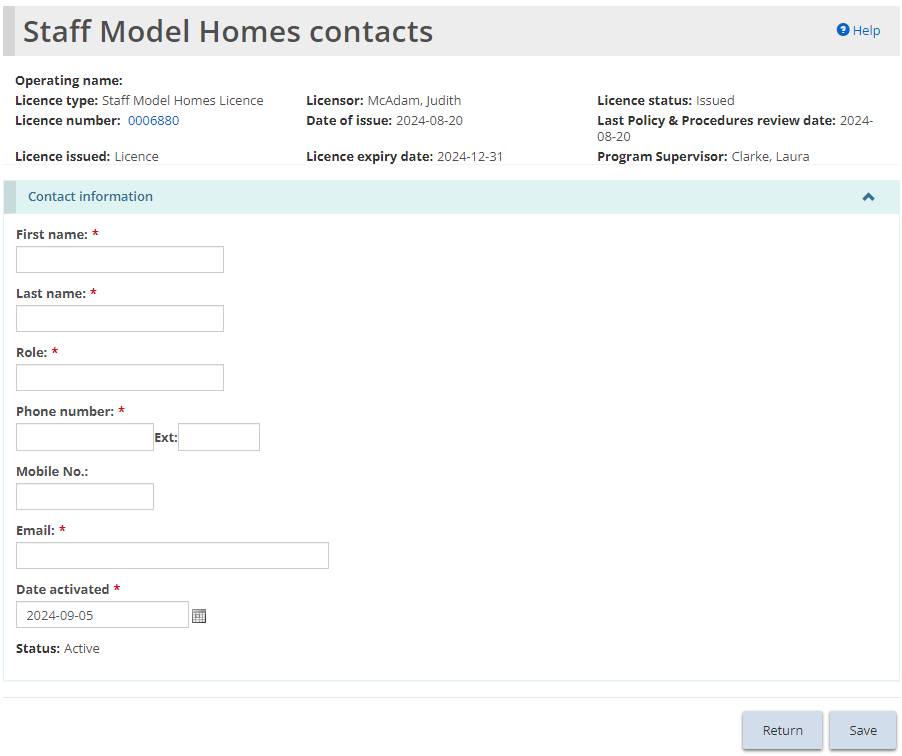 Staff Model Homes contacts
Help
Operating name:
Licence type: Staff Model Homes Licence
Licensor: McAdam, Judith
Licence status: Issued
Licence number: 0006880
Date of issue: 2024-08-20
Last Policy & Procedures review date: 2024-
08-20
Licence issued: Licence
Licence expiry date: 2024-12-31
Program Supervisor: Clarke, Laura
Contact information
First name: *
Last name: *
Role: *
Phone number: *
Ext:
Mobile No.:
Email: *
Date activated *
2024-09-05
Status: Active
Return
Save